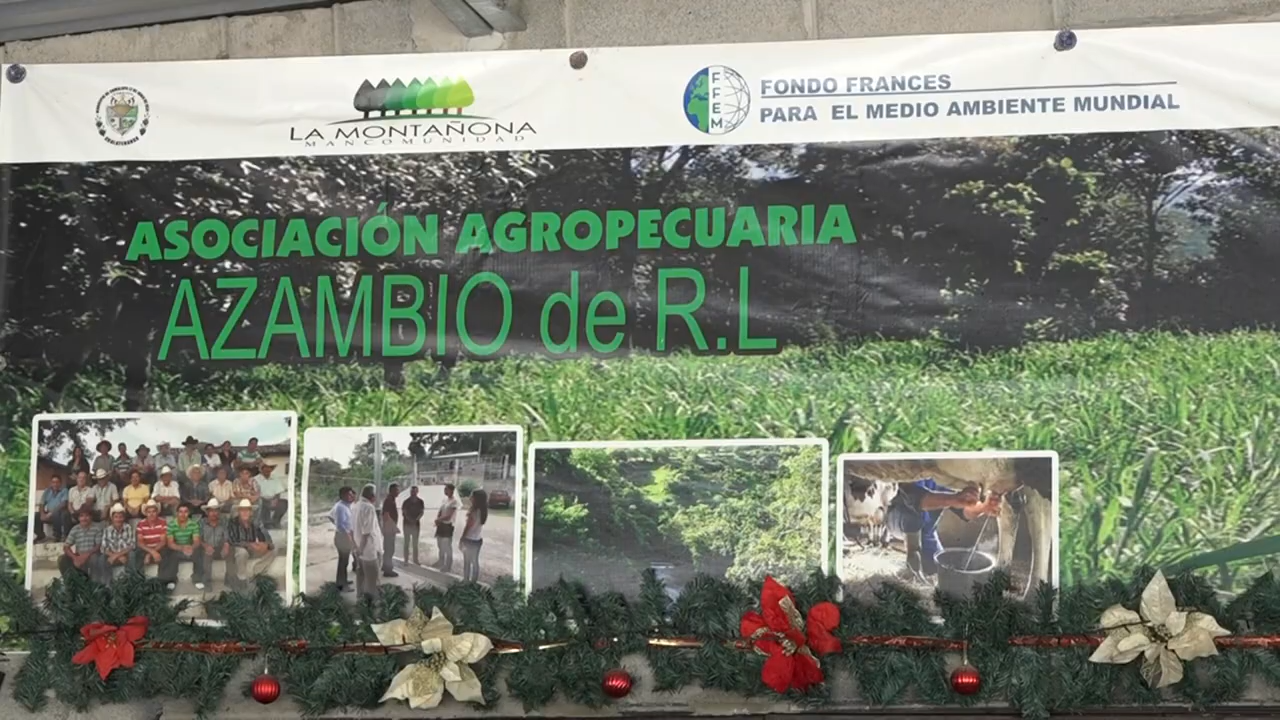 LA MONTAÑONA
MANCOMUNIDAD
FFEM
FONDO FRANCES
PARA EL MEDIO AMBIENTE MUNDIAL
ASOCIACIÓN AGROPECUARIA
AZAMBIO de R.L